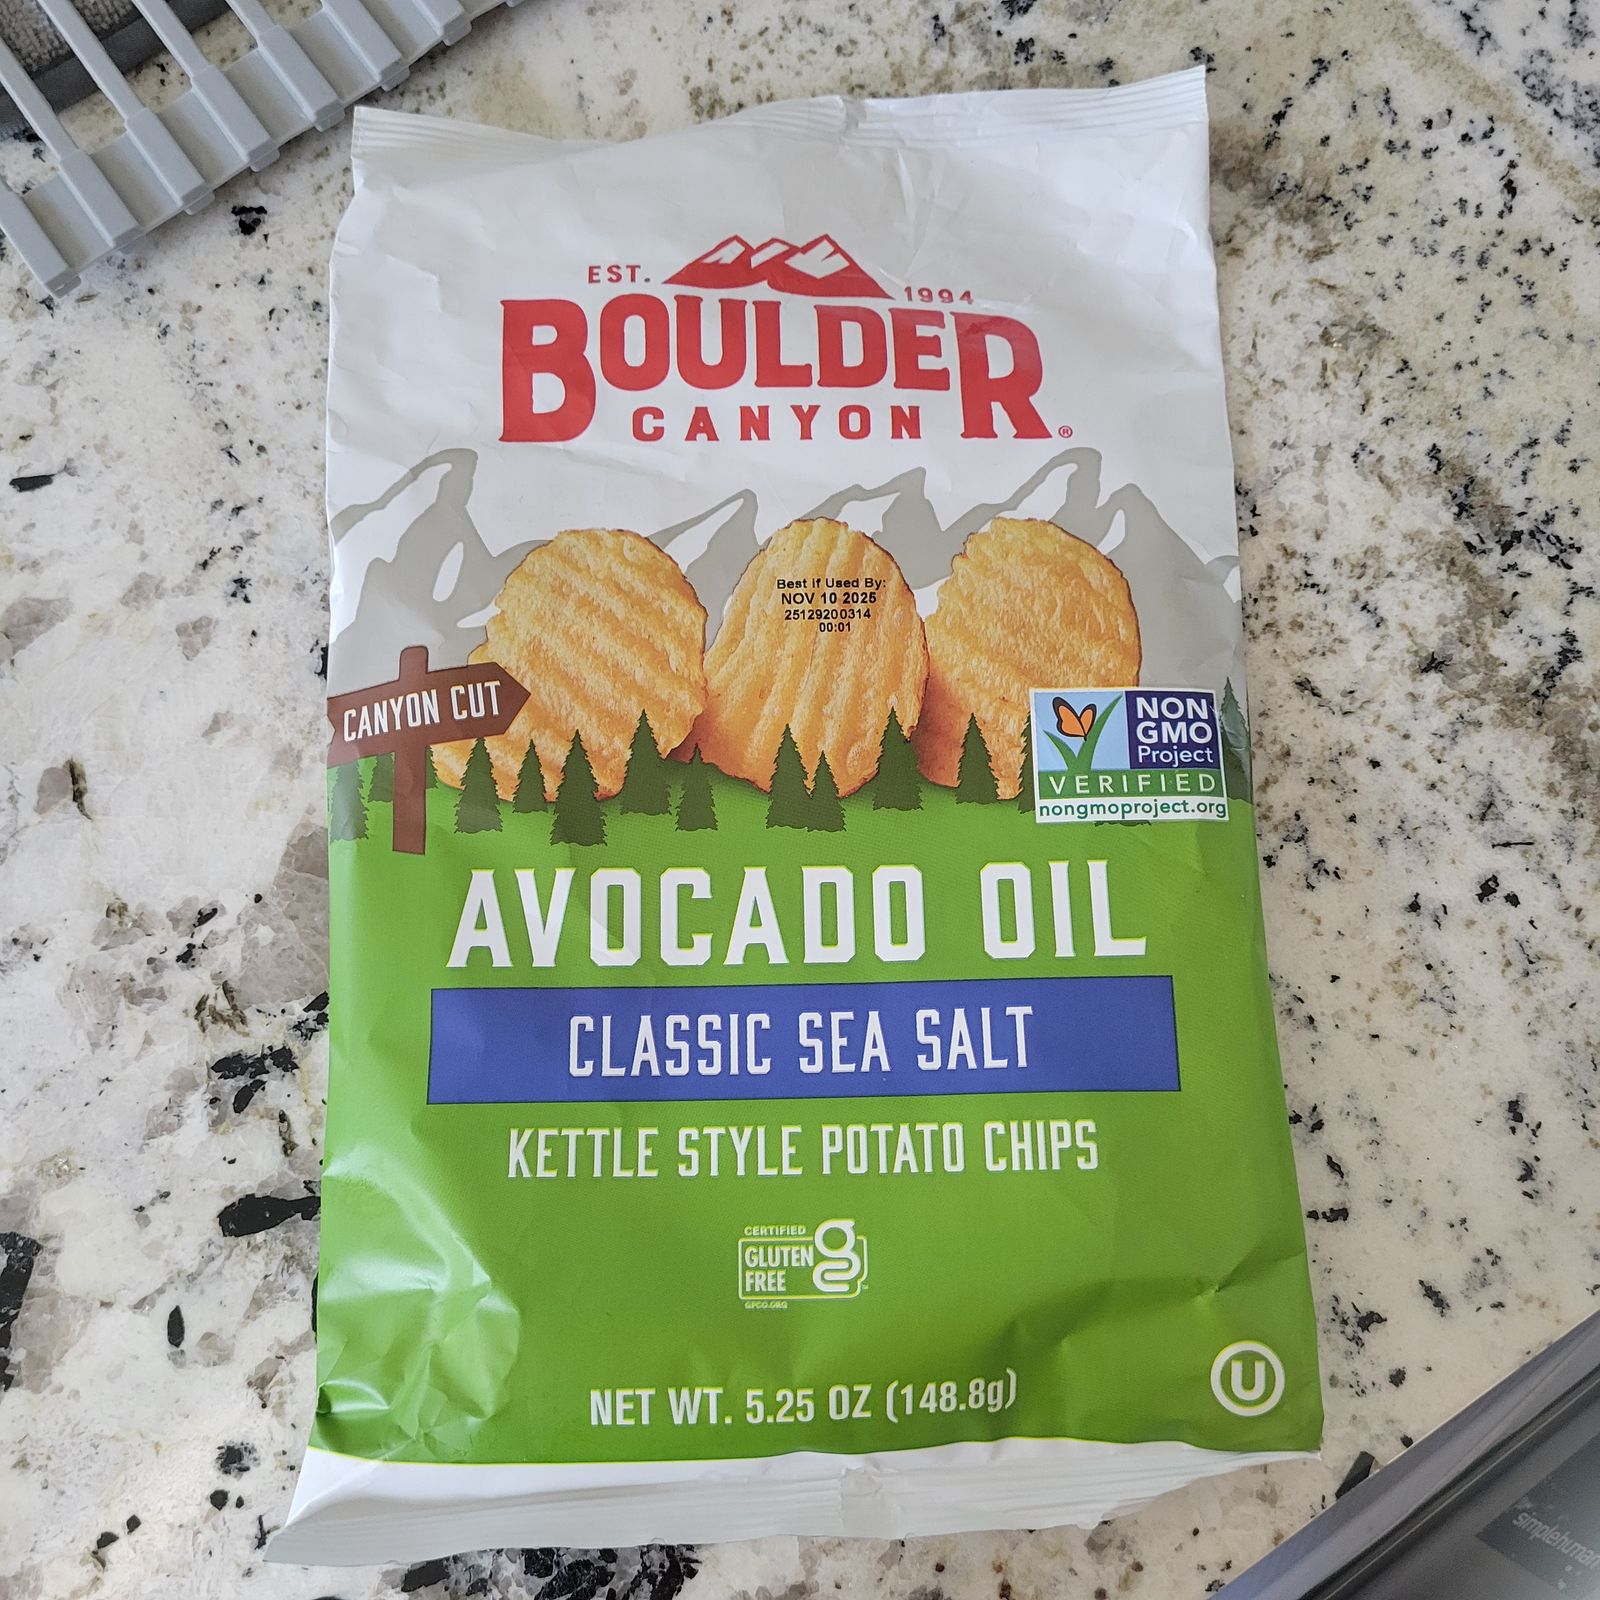 EST. 1994
BOULDER
CANYON®
Best If Used By:
NOV 10 2025
25129200314
00:01
CANYON CUT
NON
GMO
Project
VERIFIED
nongmoproject.org
AVOCADO OIL
CLASSIC SEA SALT
KETTLE STYLE POTATO CHIPS
CERTIFIED
GLUTEN
FREE
GFCO.ORG
NET WT. 5.25 OZ (148.8g)
U
simplehuman